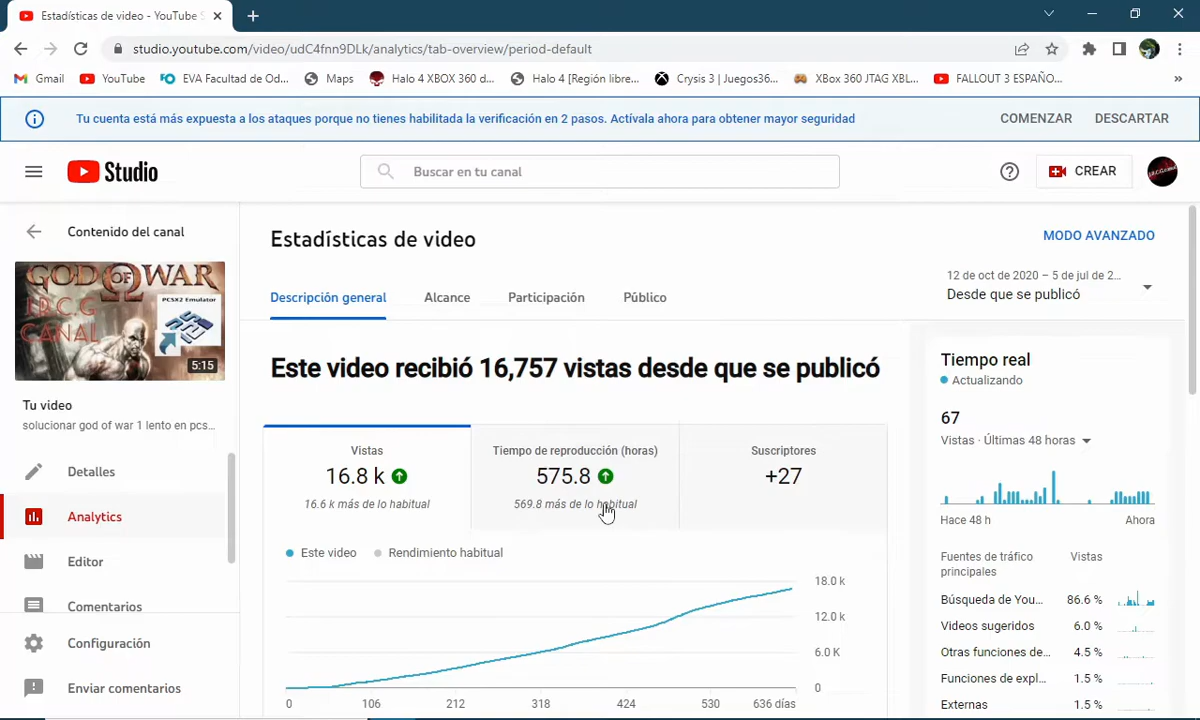 Estadísticas de video - YouTube S
studio.youtube.com/video/udC4fnn9DLk/analytics/tab-overview/period-default
Gmail
YouTube
EVA Facultad de Od...
Maps
Halo 4 XBOX 360 d...
Halo 4 [Región libre...
Crysis 3 | Juegos36...
XBox 360 JTAG XBL...
FALLOUT 3 ESPAÑO...
»
Tu cuenta está más expuesta a los ataques porque no tienes habilitada la verificación en 2 pasos. Actívala ahora para obtener mayor seguridad
COMENZAR
DESCARTAR
Studio
Buscar en tu canal
CREAR
Contenido del canal
GOD OF WAR
J.R.C.G
CANAL
PCSX2 Emulator
5:15
Tu video
solucionar god of war 1 lento en pcs...
Detalles
Analytics
Editor
Comentarios
Configuración
Enviar comentarios
Estadísticas de video
MODO AVANZADO
Descripción general
Alcance
Participación
Público
12 de oct de 2020 – 5 de jul de 2...
Desde que se publicó
Este video recibió 16,757 vistas desde que se publicó
Vistas
16.8 k
16.6 k más de lo habitual
Tiempo de reproducción (horas)
575.8
569.8 más de lo habitual
Suscriptores
+27
Este video
Rendimiento habitual
18.0 k
12.0 k
6.0 K
0
0 106 212 318 424 530 636 días
Tiempo real
Actualizando
67
Vistas · Últimas 48 horas
Hace 48 h
Ahora
Fuentes de tráfico principales
Vistas
Búsqueda de You... 86.6 %
Videos sugeridos 6.0 %
Otras funciones de... 4.5 %
Funciones de expl... 1.5 %
Externas 1.5 %